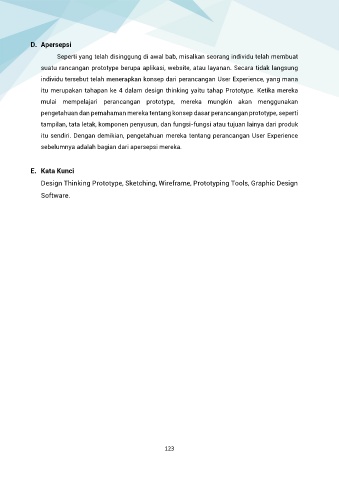 D. Apersepsi
Seperti yang telah disinggung di awal bab, misalkan seorang individu telah membuat
suatu rancangan prototype berupa aplikasi, website, atau layanan. Secara tidak langsung
individu tersebut telah menerapkan konsep dari perancangan User Experience, yang mana
itu merupakan tahapan ke 4 dalam design thinking yaitu tahap Prototype. Ketika mereka
mulai mempelajari perancangan prototype, mereka mungkin akan menggunakan
pengetahuan dan pemahaman mereka tentang konsep dasar perancangan prototype, seperti
tampilan, tata letak, komponen penyusun, dan fungsi-fungsi atau tujuan lainya dari produk
itu sendiri. Dengan demikian, pengetahuan mereka tentang perancangan User Experience
sebelumnya adalah bagian dari apersepsi mereka.
E. Kata Kunci
Design Thinking Prototype, Sketching, Wireframe, Prototyping Tools, Graphic Design
Software.
123